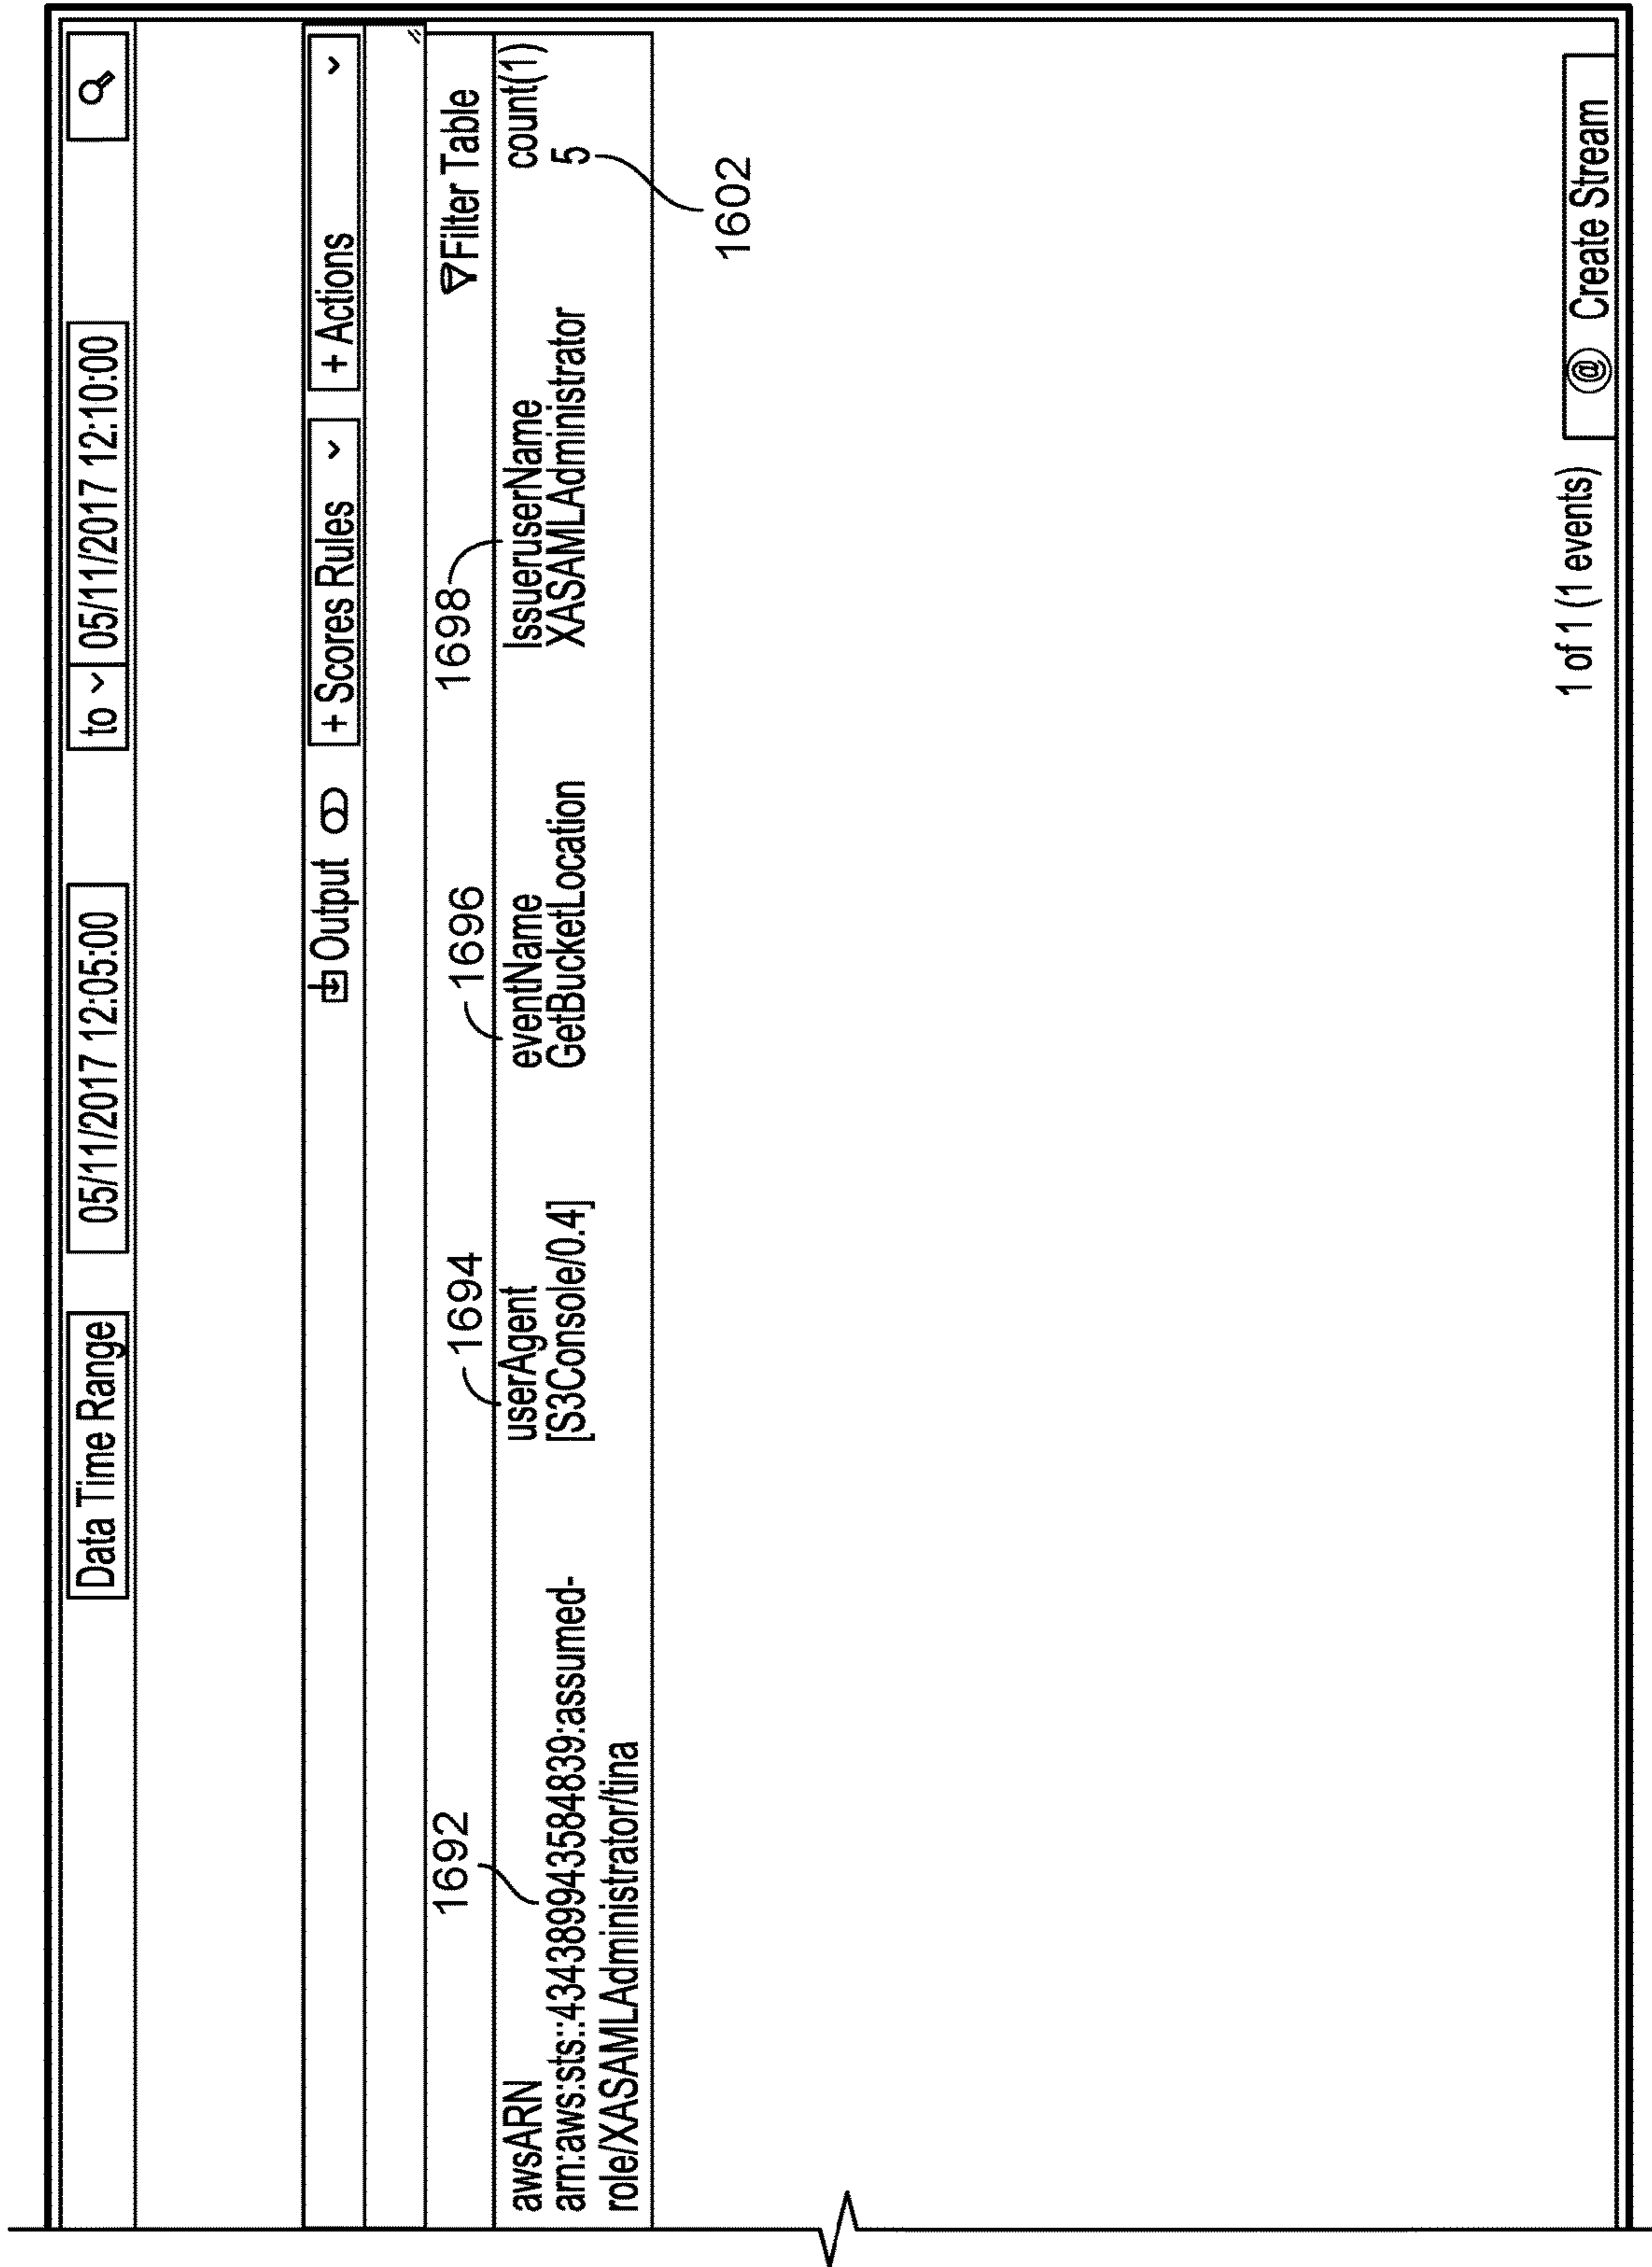 Data Time Range 05/11/2017 12:05:00 to 05/11/2017 12:10:00
Output + Scores Rules + Actions
Filter Table
1692 1694 1696 1698
awsARN userAgent eventName IssueruserName count(1)
arn:aws:sts::434389943584839:assumed- [S3Console/0.4] GetBucketLocation XASAMLAdministrator 5
role/XASAMLAdministrator/tina
1602
1 of 1 (1 events)
@ Create Stream